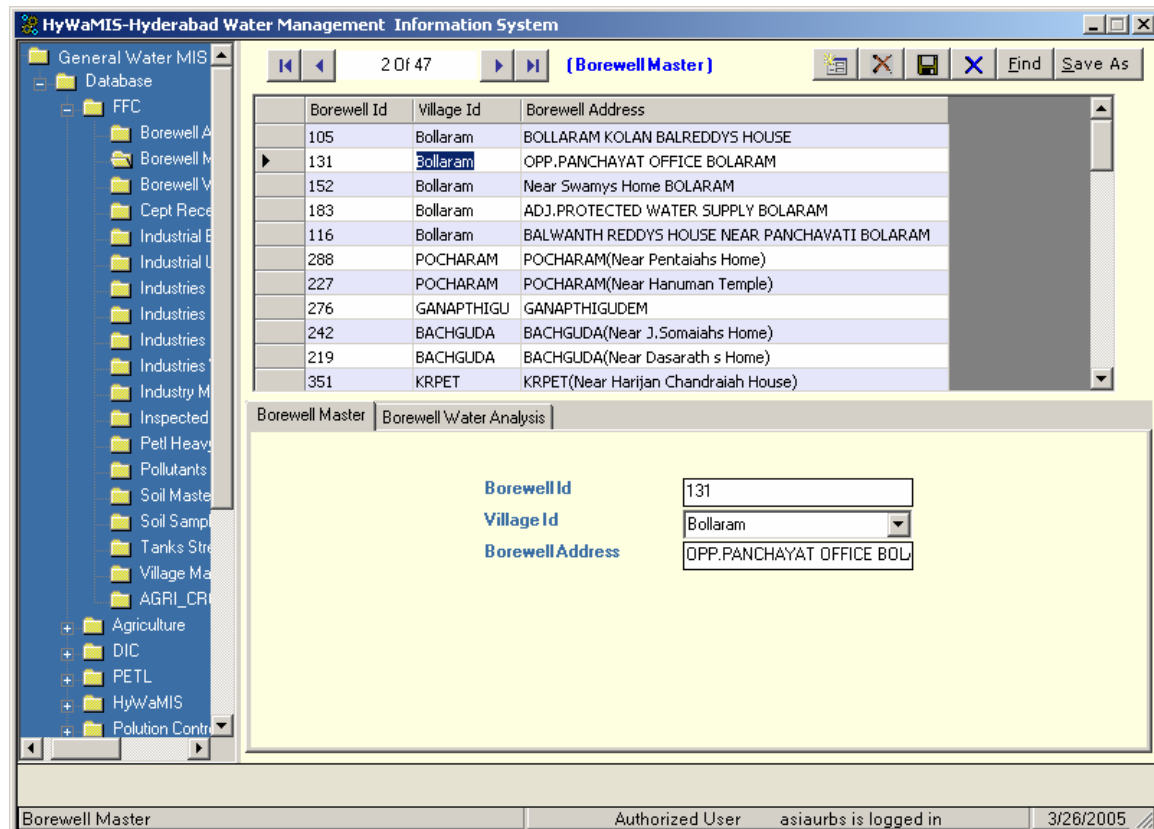 HyWaMIS-Hyderabad Water Management Information System
General Water MIS
Database
FFC
Borewell A
Borewell M
Borewell V
Cept Rece
Industrial E
Industrial U
Industries
Industries
Industries
Industries
Industry M
Inspected
Petl Heavy
Pollutants
Soil Maste
Soil Sampl
Tanks Stre
Village Ma
AGRI_CR
Agriculture
DIC
PETL
HyWaMIS
Polution Contr
2 Of 47 (Borewell Master) Find Save As
Borewell Id Village Id Borewell Address
105 Bollaram BOLLARAM KOLAN BALREDDYS HOUSE
131 Bollaram OPP.PANCHAYAT OFFICE BOLARAM
152 Bollaram Near Swamys Home BOLARAM
183 Bollaram ADJ.PROTECTED WATER SUPPLY BOLARAM
116 Bollaram BALWANTH REDDYS HOUSE NEAR PANCHAVATI BOLARAM
288 POCHARAM POCHARAM(Near Pentaiahs Home)
227 POCHARAM POCHARAM(Near Hanuman Temple)
276 GANAPTHIGU GANAPTHIGUDEM
242 BACHGUDA BACHGUDA(Near J.Somaiahs Home)
219 BACHGUDA BACHGUDA(Near Dasarath s Home)
351 KRPET KRPET(Near Harijan Chandraiah House)
Borewell Master Borewell Water Analysis
Borewell Id 131
Village Id Bollaram
Borewell Address OPP.PANCHAYAT OFFICE BOL
Borewell Master Authorized User asiaurbs is logged in 3/26/2005